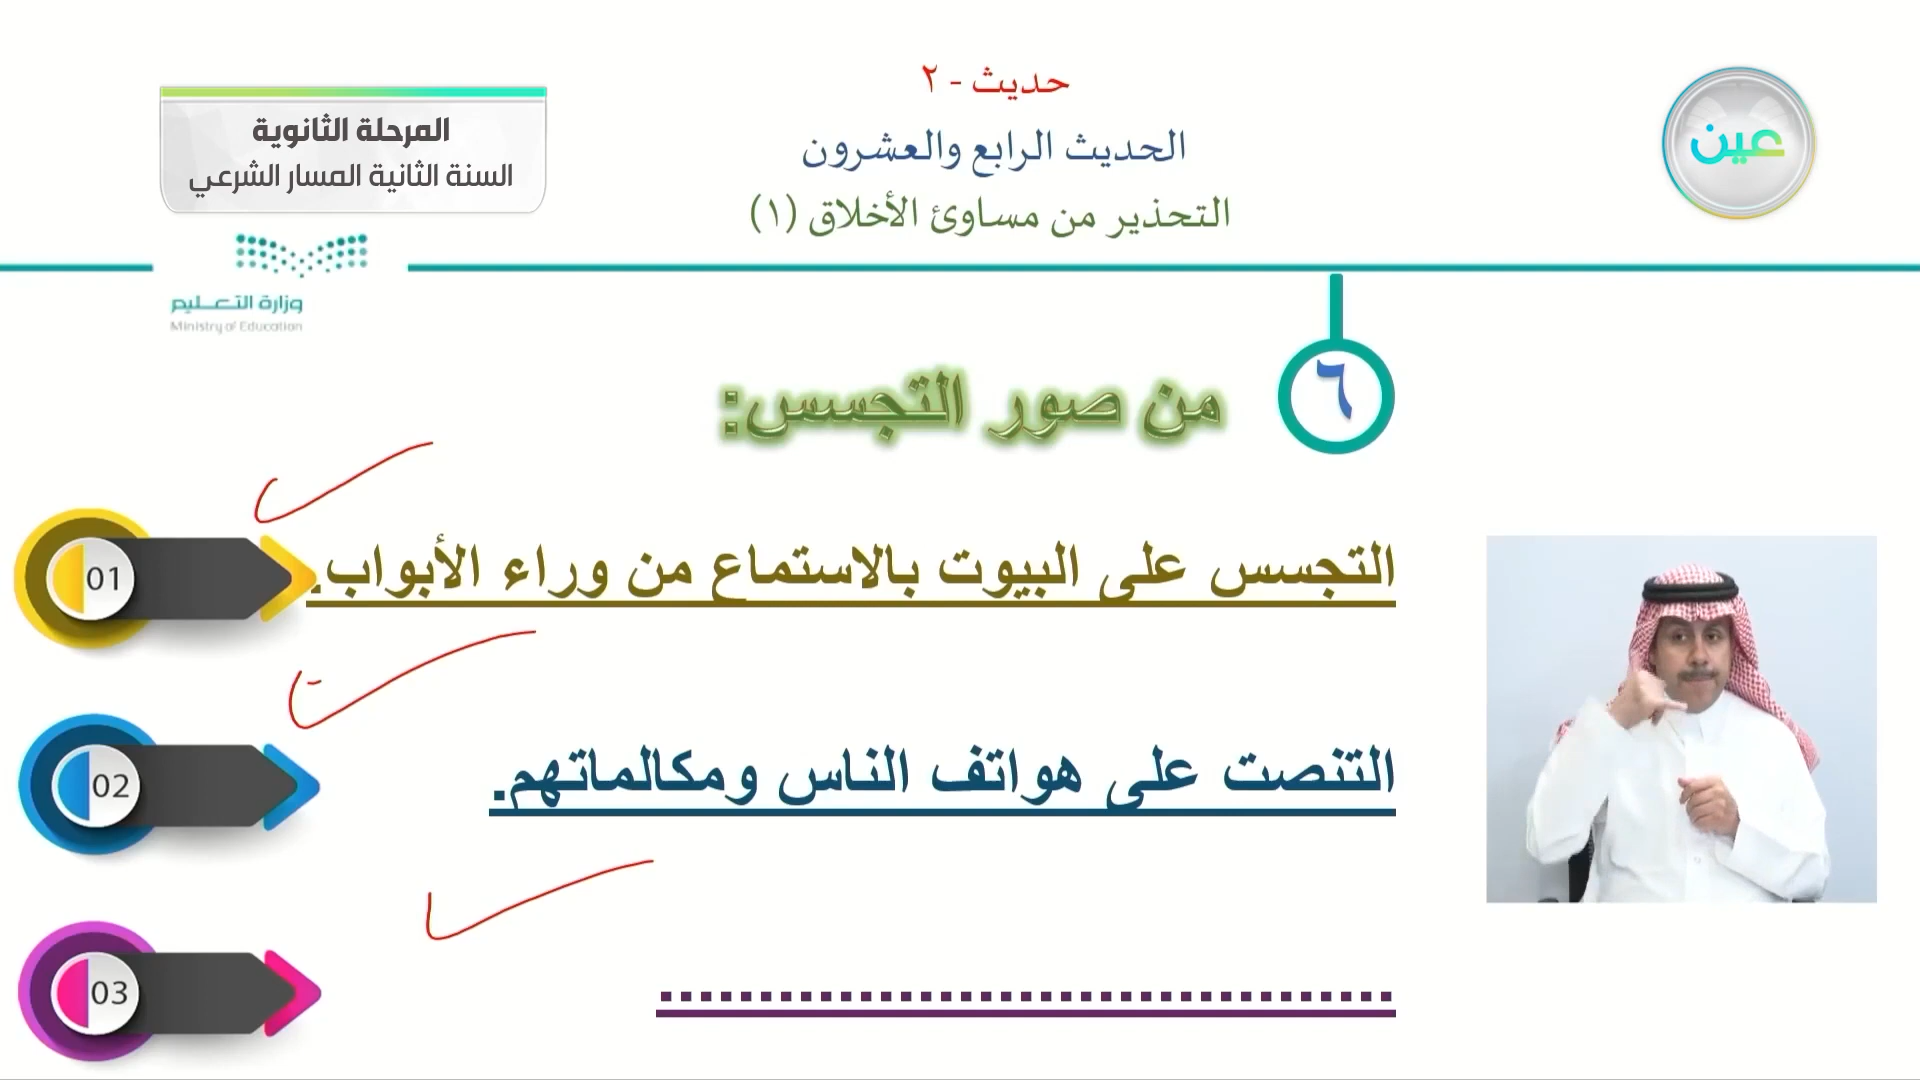 حديث - ٢
الحديث الرابع والعشرون
التحذير من مساوئ الأخلاق (١)
المرحلة الثانوية
السنة الثانية المسار الشرعي
عين
وزارة التعـــليم
Ministry of Education
٦
من صور التجسس:
01
التجسس على البيوت بالاستماع من وراء الأبواب.
02
التنصت على هواتف الناس ومكالماتهم.
03
.....................................